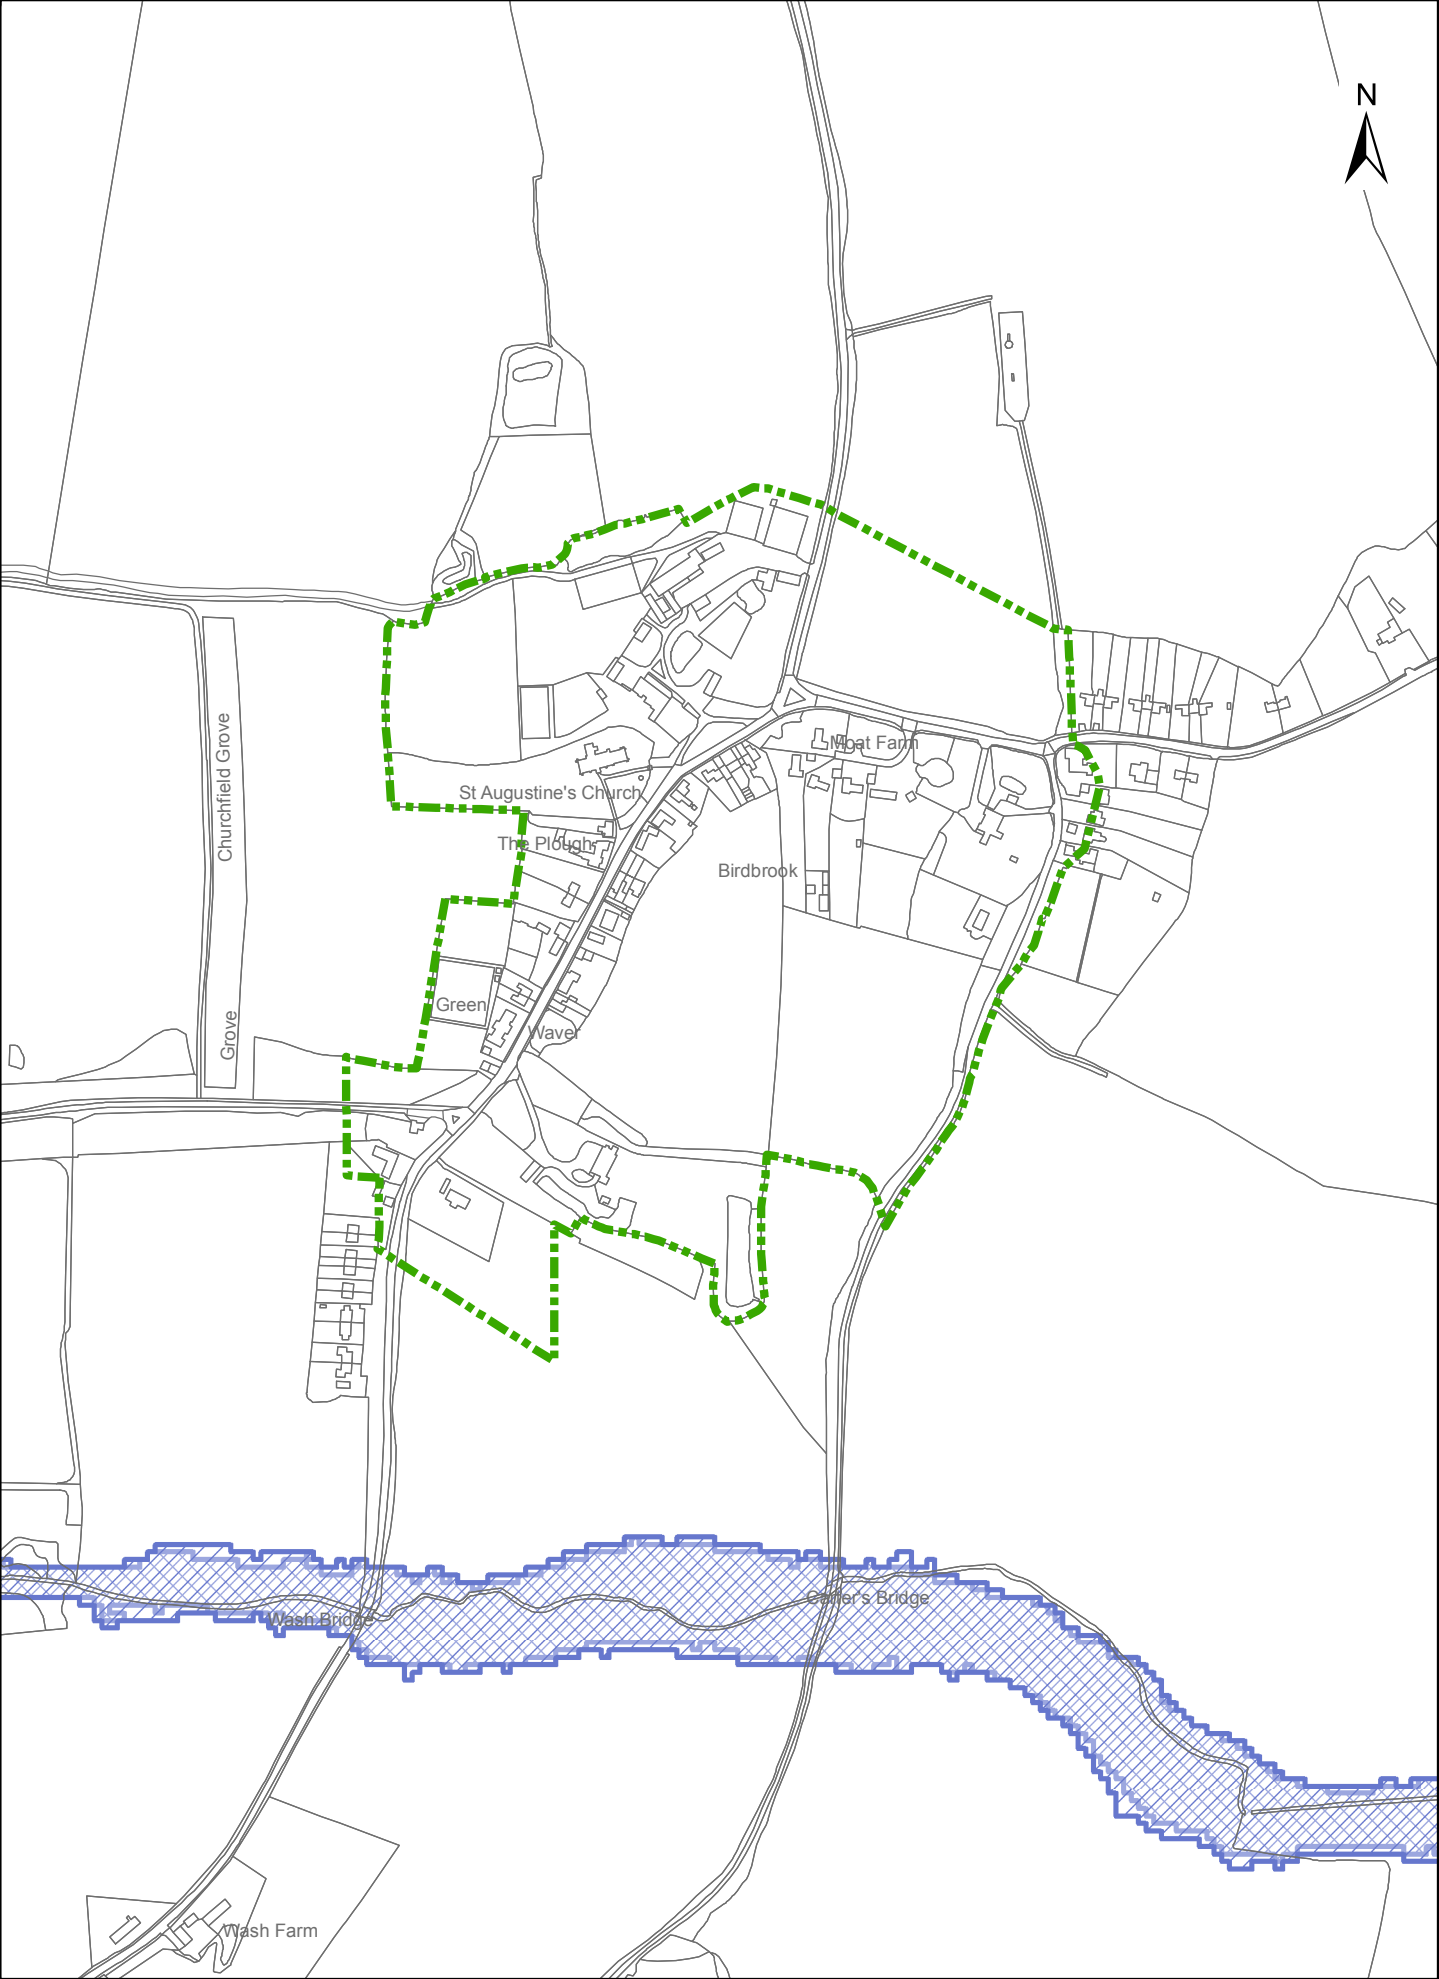 N
Moat Farm
Churchfield Grove
St Augustine's Church
The Plough
Birdbrook
Green
Grove
Waver
Wash Bridge
Wash Farm